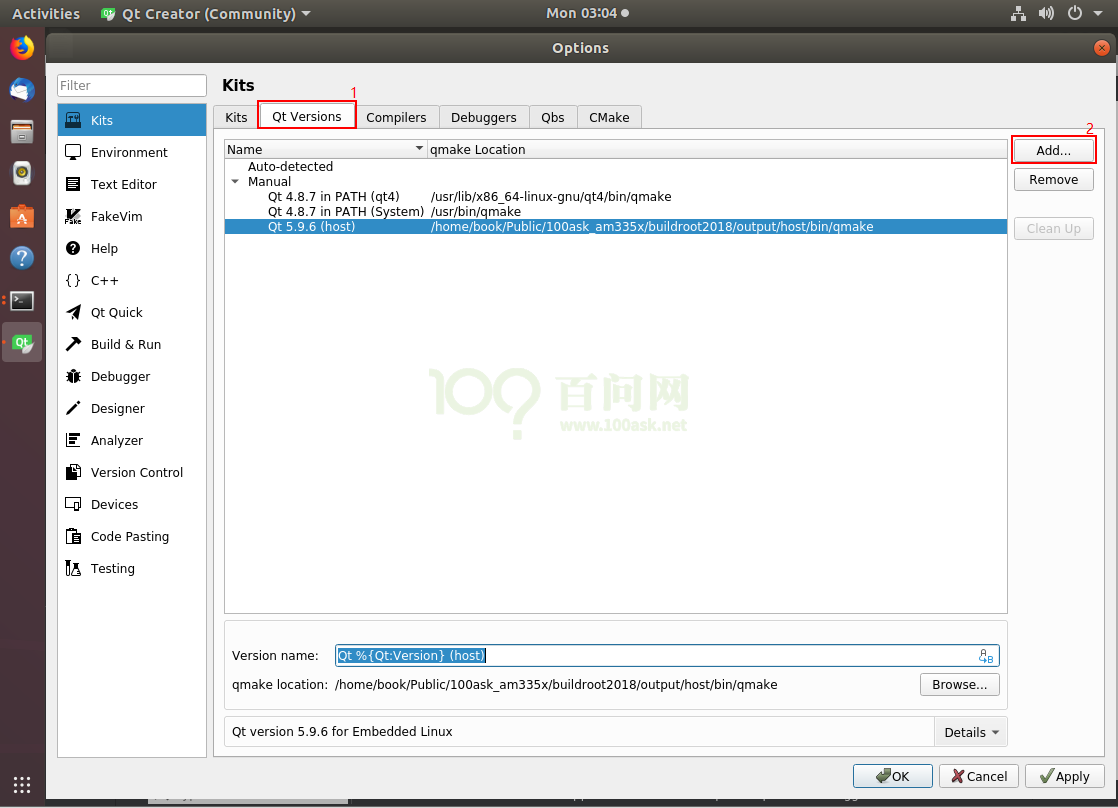 Activities Qt Creator (Community) Mon 03:04
Options
Filter
Kits
Environment
Text Editor
FakeVim
Help
C++
Qt Quick
Build & Run
Debugger
Designer
Analyzer
Version Control
Devices
Code Pasting
Testing
Kits
1
Kits Qt Versions Compilers Debuggers Qbs CMake
2
Name qmake Location
Auto-detected
Manual
Qt 4.8.7 in PATH (qt4) /usr/lib/x86_64-linux-gnu/qt4/bin/qmake
Qt 4.8.7 in PATH (System) /usr/bin/qmake
Qt 5.9.6 (host) /home/book/Public/100ask_am335x/buildroot2018/output/host/bin/qmake
Add...
Remove
Clean Up
100? 百问网
www.100ask.net
Version name: Qt %{Qt:Version} (host)
qmake location: /home/book/Public/100ask_am335x/buildroot2018/output/host/bin/qmake Browse...
Qt version 5.9.6 for Embedded Linux Details
OK Cancel Apply